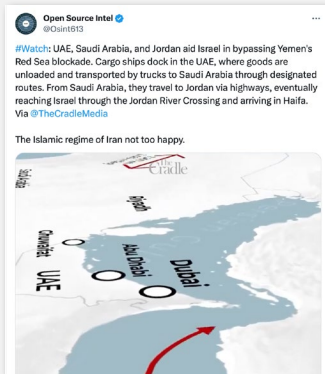 Open Source Intel
@Osint613
#Watch: UAE, Saudi Arabia, and Jordan aid Israel in bypassing Yemen's
Red Sea blockade. Cargo ships dock in the UAE, where goods are
unloaded and transported by trucks to Saudi Arabia through designated
routes. From Saudi Arabia, they travel to Jordan via highways, eventually
reaching Israel through the Jordan River Crossing and arriving in Haifa.
Via @TheCradleMedia
The Islamic regime of Iran not too happy.
The
Cradle
Riyadh
UAE
Abu Dhabi
Dubai